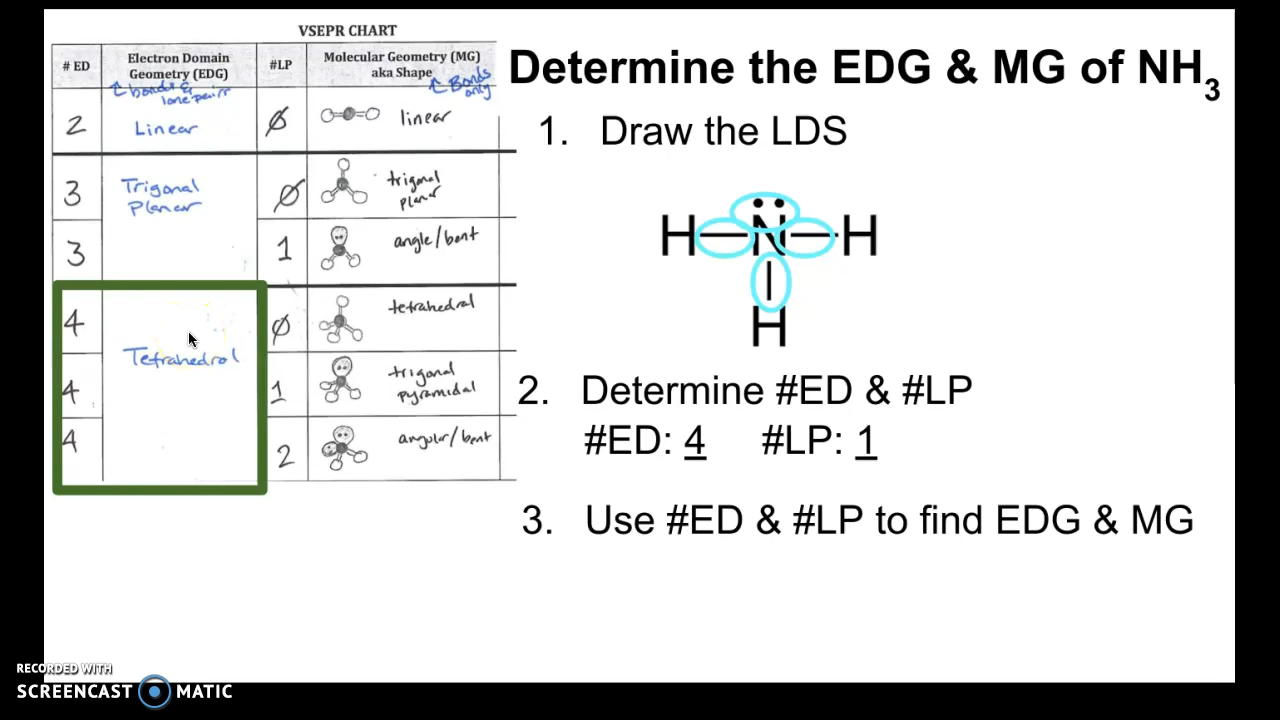 VSEPR CHART
# ED
Electron Domain
Geometry (EDG)
#LP
Molecular Geometry (MG)
aka Shape
↑ bonds &
lone pairs
↑ Bonds
only
2
Linear
Ø
linear
3
Trigonal
Planar
Ø
trigonal
planar
3
1
angle/bent
4
Tetrahedral
Ø
tetrahedral
4
1
trigonal
pyramidal
4
2
angular/bent
Determine the EDG & MG of NH3
1. Draw the LDS
H N H
H
2. Determine #ED & #LP
#ED: 4 #LP: 1
3. Use #ED & #LP to find EDG & MG
RECORDED WITH
SCREENCAST MATIC